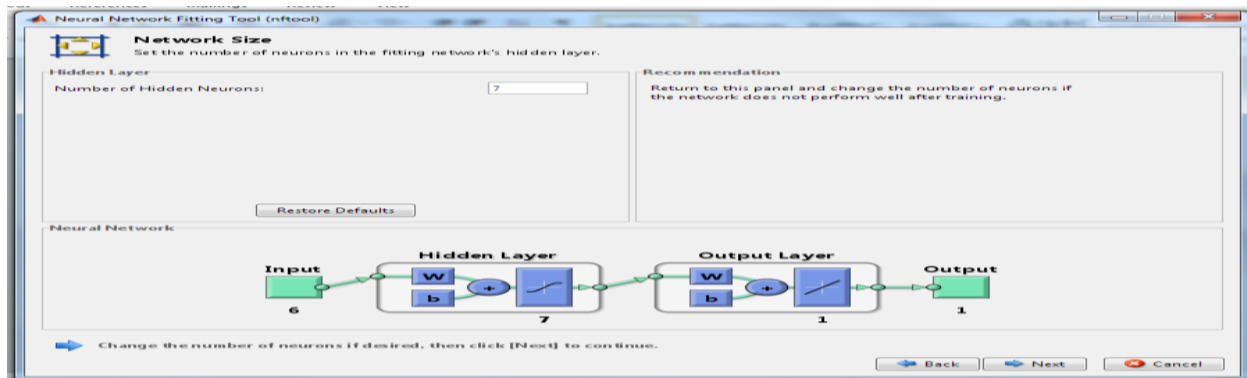 Neural Network Fitting Tool (nftool)
Network Size
Set the number of neurons in the fitting network's hidden layer.
Hidden Layer
Number of Hidden Neurons:
7
Restore Defaults
Recommendation
Return to this panel and change the number of neurons if
the network does not perform well after training.
Neural Network
Hidden Layer
Output Layer
Input
W
b
+
W
b
+
Output
6
7
1
1
Change the number of neurons if desired, then click [Next] to continue.
Back
Next
Cancel